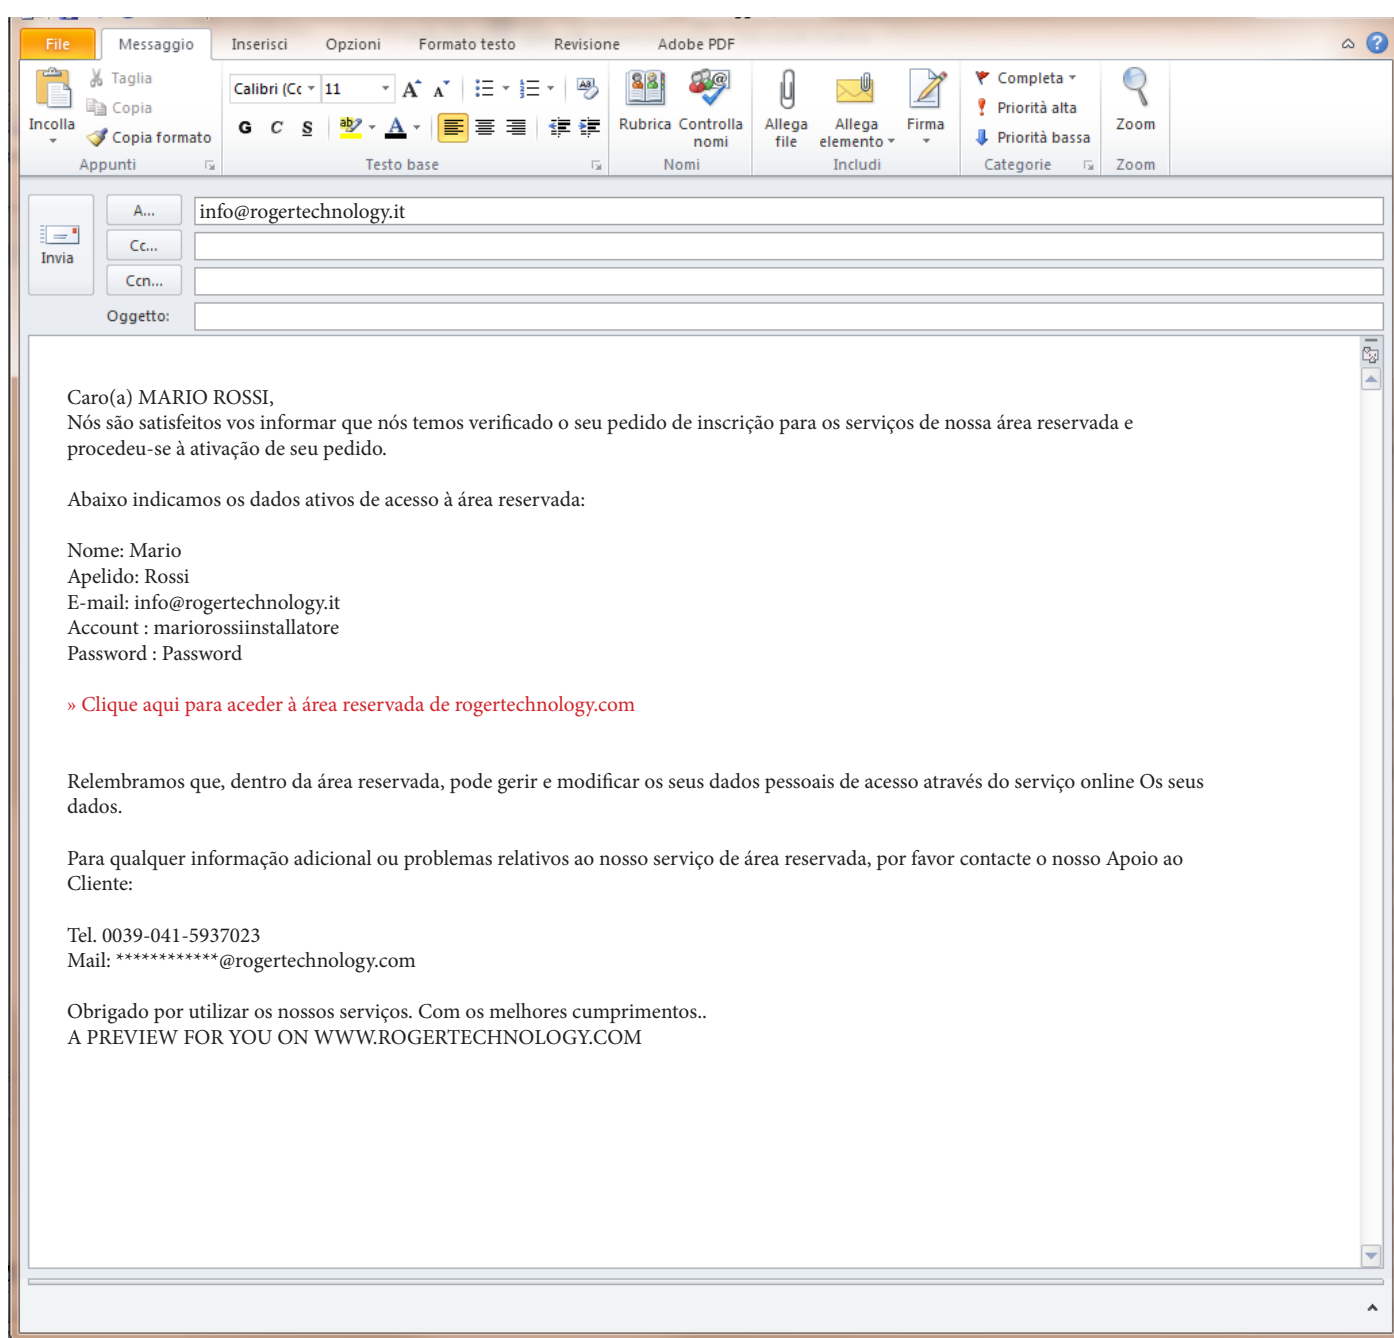 File Messaggio Inserisci Opzioni Formato testo Revisione Adobe PDF
Incolla
Taglia
Copia
Copia formato
Appunti
Calibri (Cc 11
G C S
Testo base
Rubrica Controlla nomi
Nomi
Allega file Allega elemento Firma
Includi
Completa
Priorità alta
Priorità bassa
Categorie
Zoom
Zoom
Invia
A... info@rogertechnology.it
Cc...
Ccn...
Oggetto:
Caro(a) MARIO ROSSI,
Nós são satisfeitos vos informar que nós temos verificado o seu pedido de inscrição para os serviços de nossa área reservada e
procedeu-se à ativação de seu pedido.
Abaixo indicamos os dados ativos de acesso à área reservada:
Nome: Mario
Apelido: Rossi
E-mail: info@rogertechnology.it
Account : mariorossiinstallatore
Password : Password
» Clique aqui para aceder à área reservada de rogertechnology.com
Relembramos que, dentro da área reservada, pode gerir e modificar os seus dados pessoais de acesso através do serviço online Os seus
dados.
Para qualquer informação adicional ou problemas relativos ao nosso serviço de área reservada, por favor contacte o nosso Apoio ao
Cliente:
Tel. 0039-041-5937023
Mail: ************@rogertechnology.com
Obrigado por utilizar os nossos serviços. Com os melhores cumprimentos..
A PREVIEW FOR YOU ON WWW.ROGERTECHNOLOGY.COM